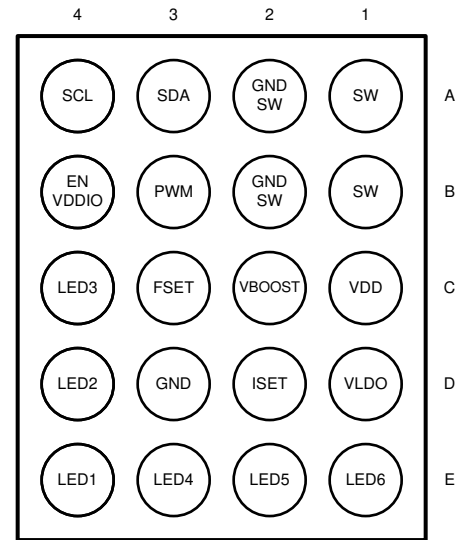 4 3 2 1
SCL SDA GND SW SW A
EN VDDIO PWM GND SW SW B
LED3 FSET VBOOST VDD C
LED2 GND ISET VLDO D
LED1 LED4 LED5 LED6 E